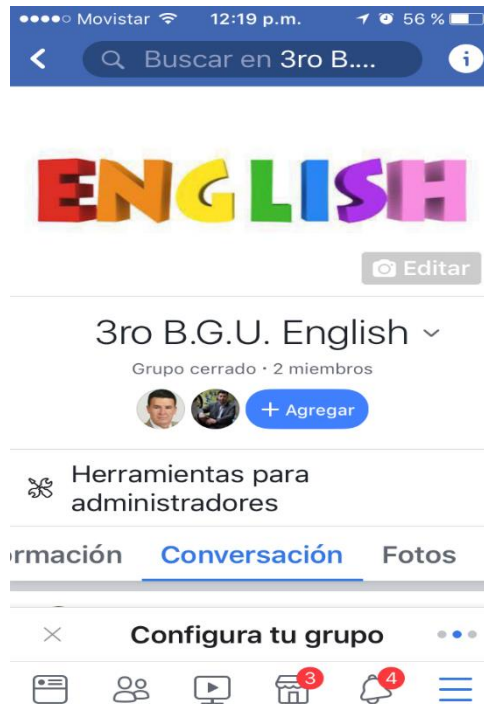 Movistar 12:19 p.m. 56 %
Buscar en 3ro B....
ENGLISH
Editar
3ro B.G.U. English
Grupo cerrado · 2 miembros
+ Agregar
Herramientas para
administradores
ormación Conversación Fotos
Configura tu grupo
3 4